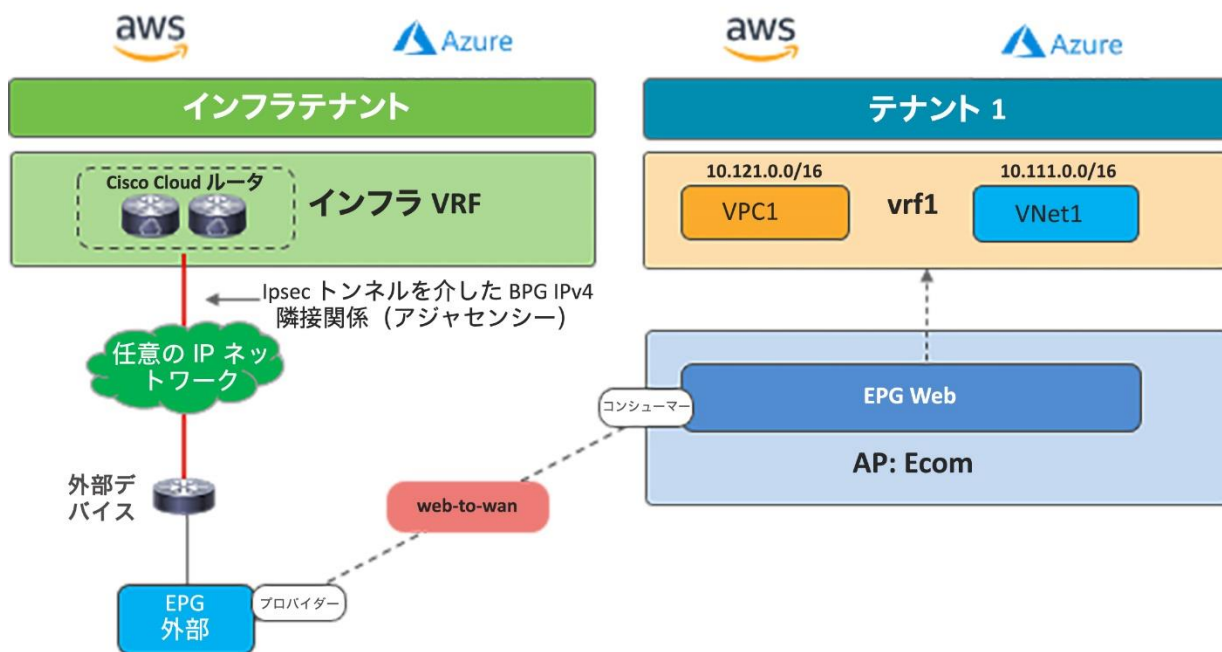 aws
Azure
インフラテナント
Cisco Cloud ルータ
インフラ VRF
Ipsec トンネルを介した BPG IPv4
隣接関係（アジャセンシー）
任意の IP ネッ
トワーク
外部デ
バイス
EPG
外部
プロバイダー
web-to-wan
コンシューマー
aws
Azure
テナント 1
10.121.0.0/16
VPC1
vrf1
10.111.0.0/16
VNet1
EPG Web
AP: Ecom